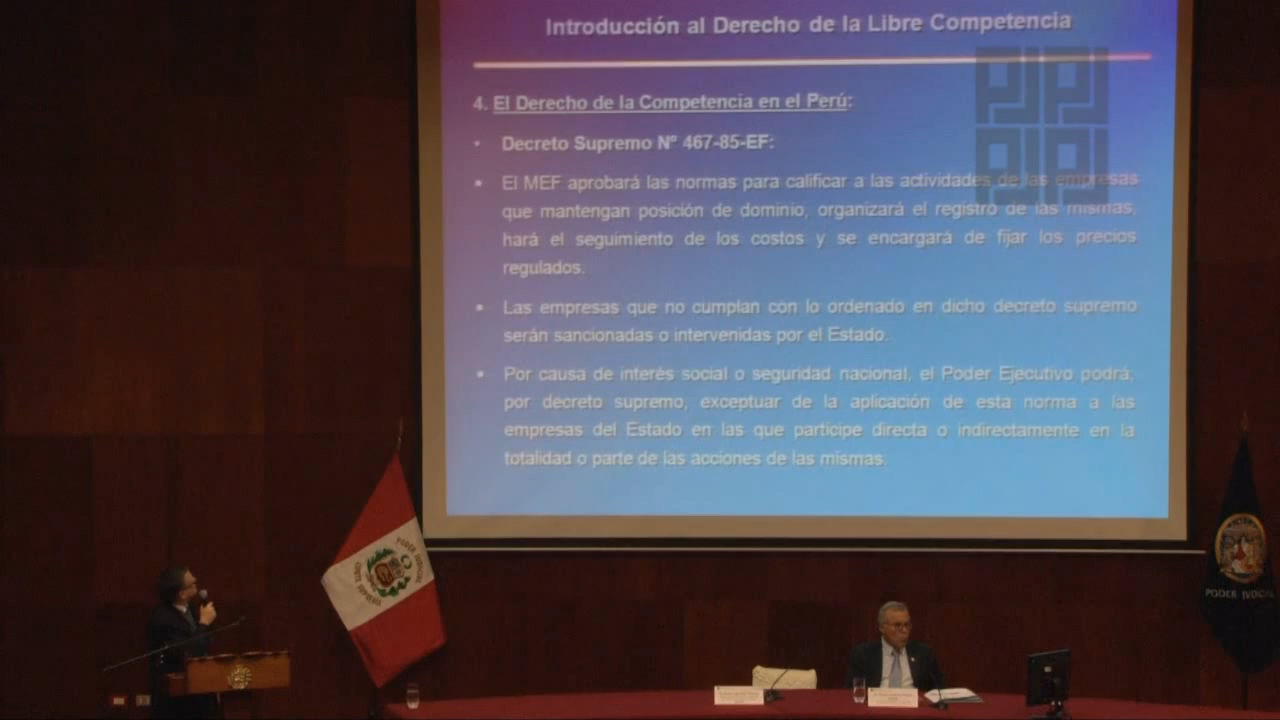 Introducción al Derecho de la Libre Competencia
4. El Derecho de la Competencia en el Perú:
• Decreto Supremo Nº 467-85-EF:
• El MEF aprobará las normas para calificar a las actividades de las empresas
que mantengan posición de dominio, organizará el registro de las mismas,
hará el seguimiento de los costos y se encargará de fijar los precios
regulados.
• Las empresas que no cumplan con lo ordenado en dicho decreto supremo
serán sancionadas o intervenidas por el Estado.
• Por causa de interés social o seguridad nacional, el Poder Ejecutivo podrá,
por decreto supremo, exceptuar de la aplicación de esta norma a las
empresas del Estado en las que participe directa o indirectamente en la
totalidad o parte de las acciones de las mismas.
PODER
PODER